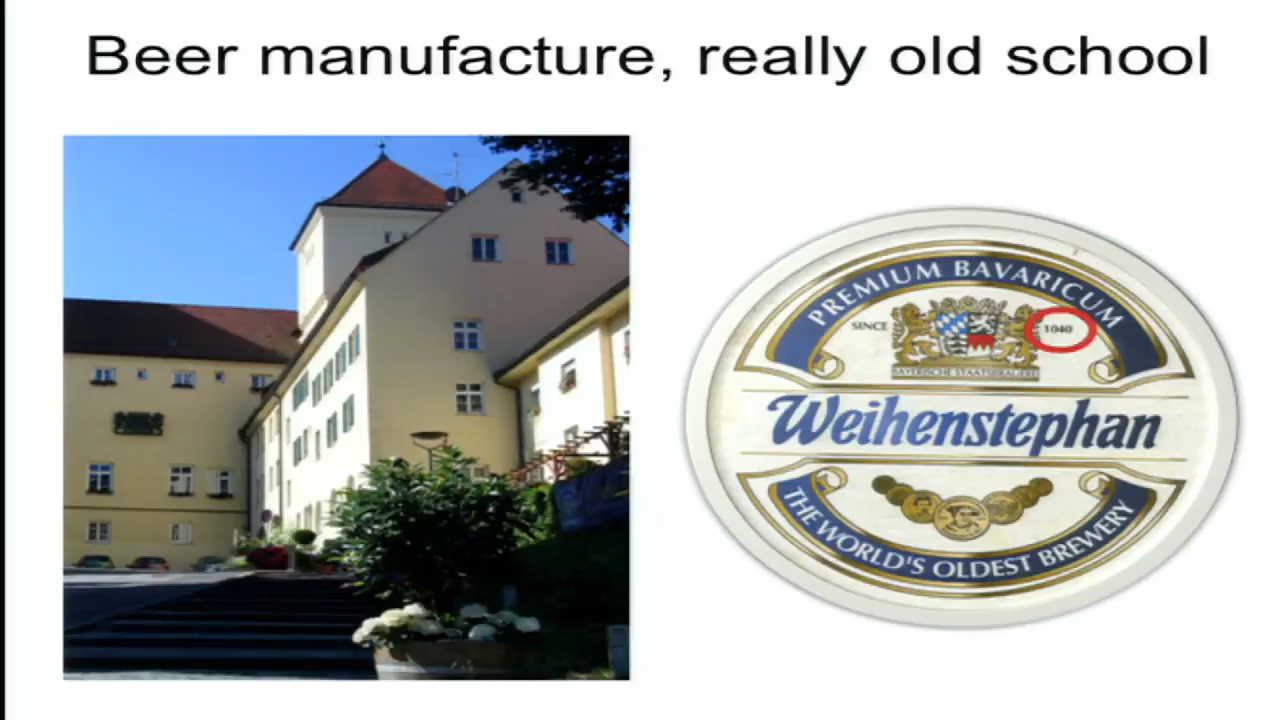 Beer manufacture, really old school
PREMIUM BAVARICUM
SINCE 1040
BAYERISCHE STAATSBRAUEREI
Weihenstephan
THE WORLD'S OLDEST BREWERY